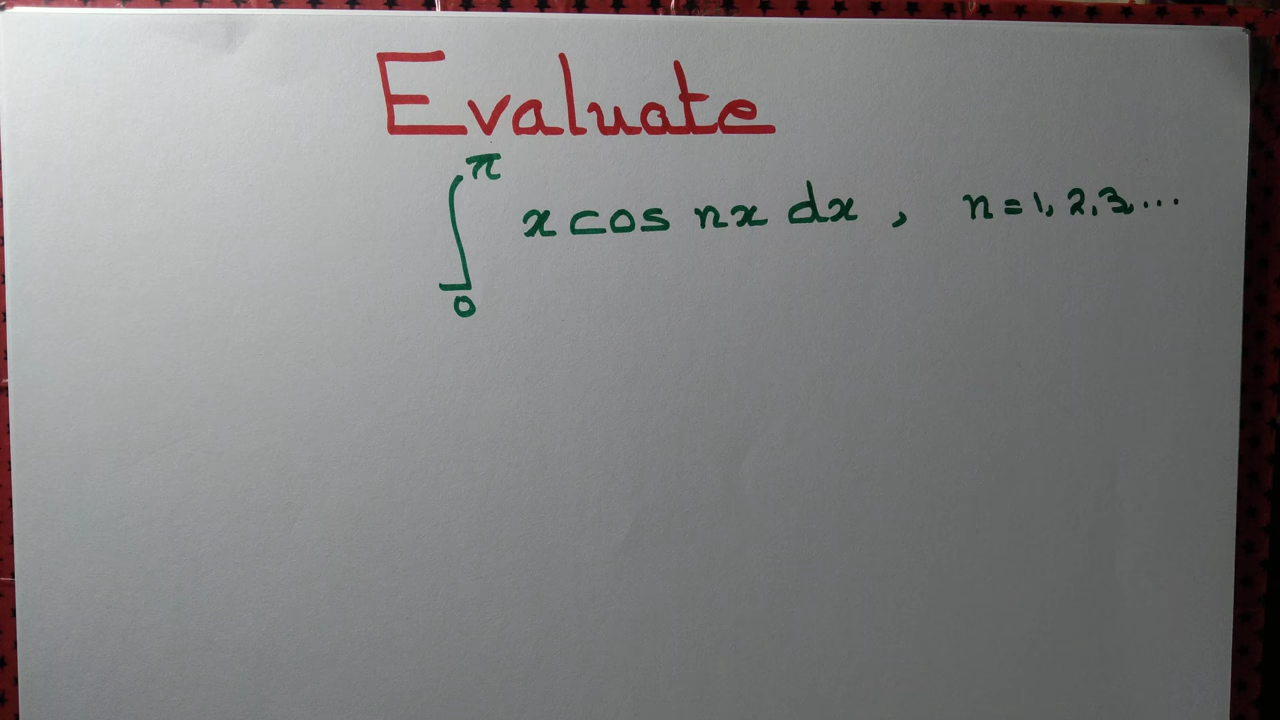 Evaluate
∫₀^π x cos nx dx , n = 1, 2, 3, ...